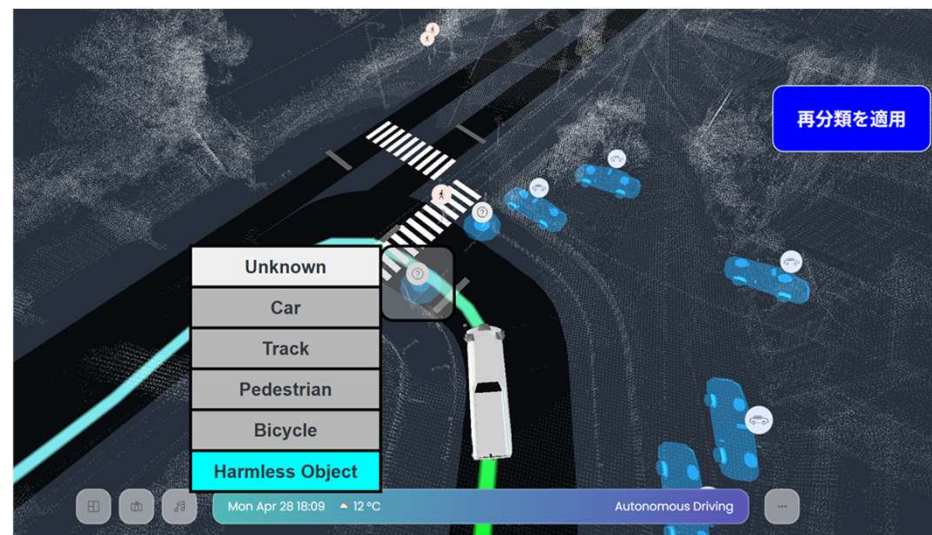 再分類を適用
Unknown
Car
Track
Pedestrian
Bicycle
Harmless Object
Mon Apr 28 18:09 12 °C Autonomous Driving